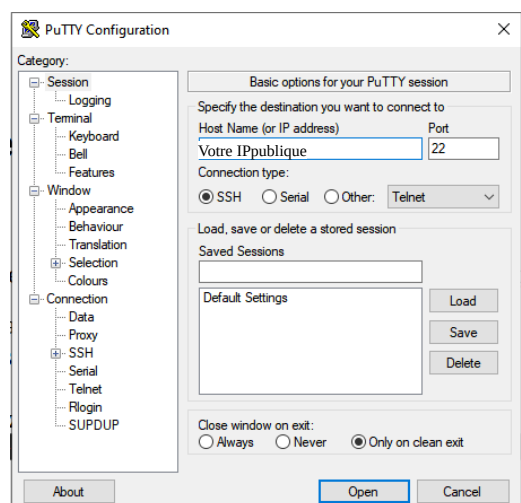 PuTTY Configuration
Category:
Session
Logging
Terminal
Keyboard
Bell
Features
Window
Appearance
Behaviour
Translation
Selection
Colours
Connection
Data
Proxy
SSH
Serial
Telnet
Rlogin
SUPDUP
Basic options for your PuTTY session
Specify the destination you want to connect to
Host Name (or IP address) Port
Votre IPpublique 22
Connection type:
SSH Serial Other: Telnet
Load, save or delete a stored session
Saved Sessions
Default Settings
Load
Save
Delete
Close window on exit:
Always Never Only on clean exit
About Open Cancel